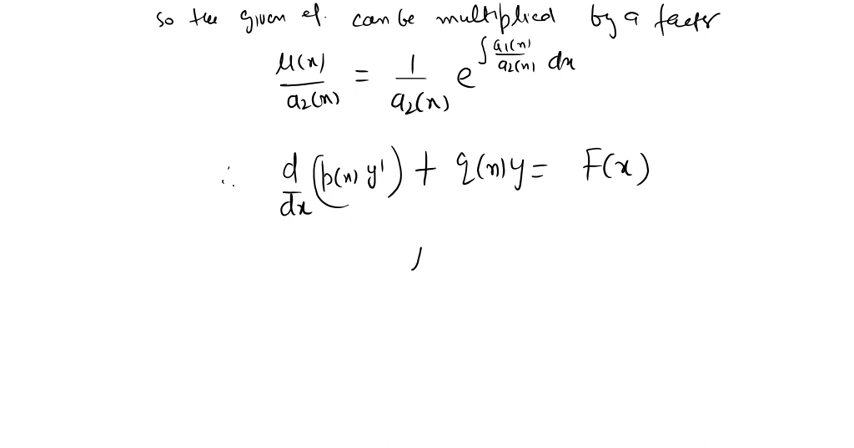 so the given eq. can be multiplied by a factor
μ(x)/a₂(x) = 1/a₂(x) e^∫ a₁(x)/a₂(x) dx
∴ d/dx (p(x) y') + q(x) y = F(x)